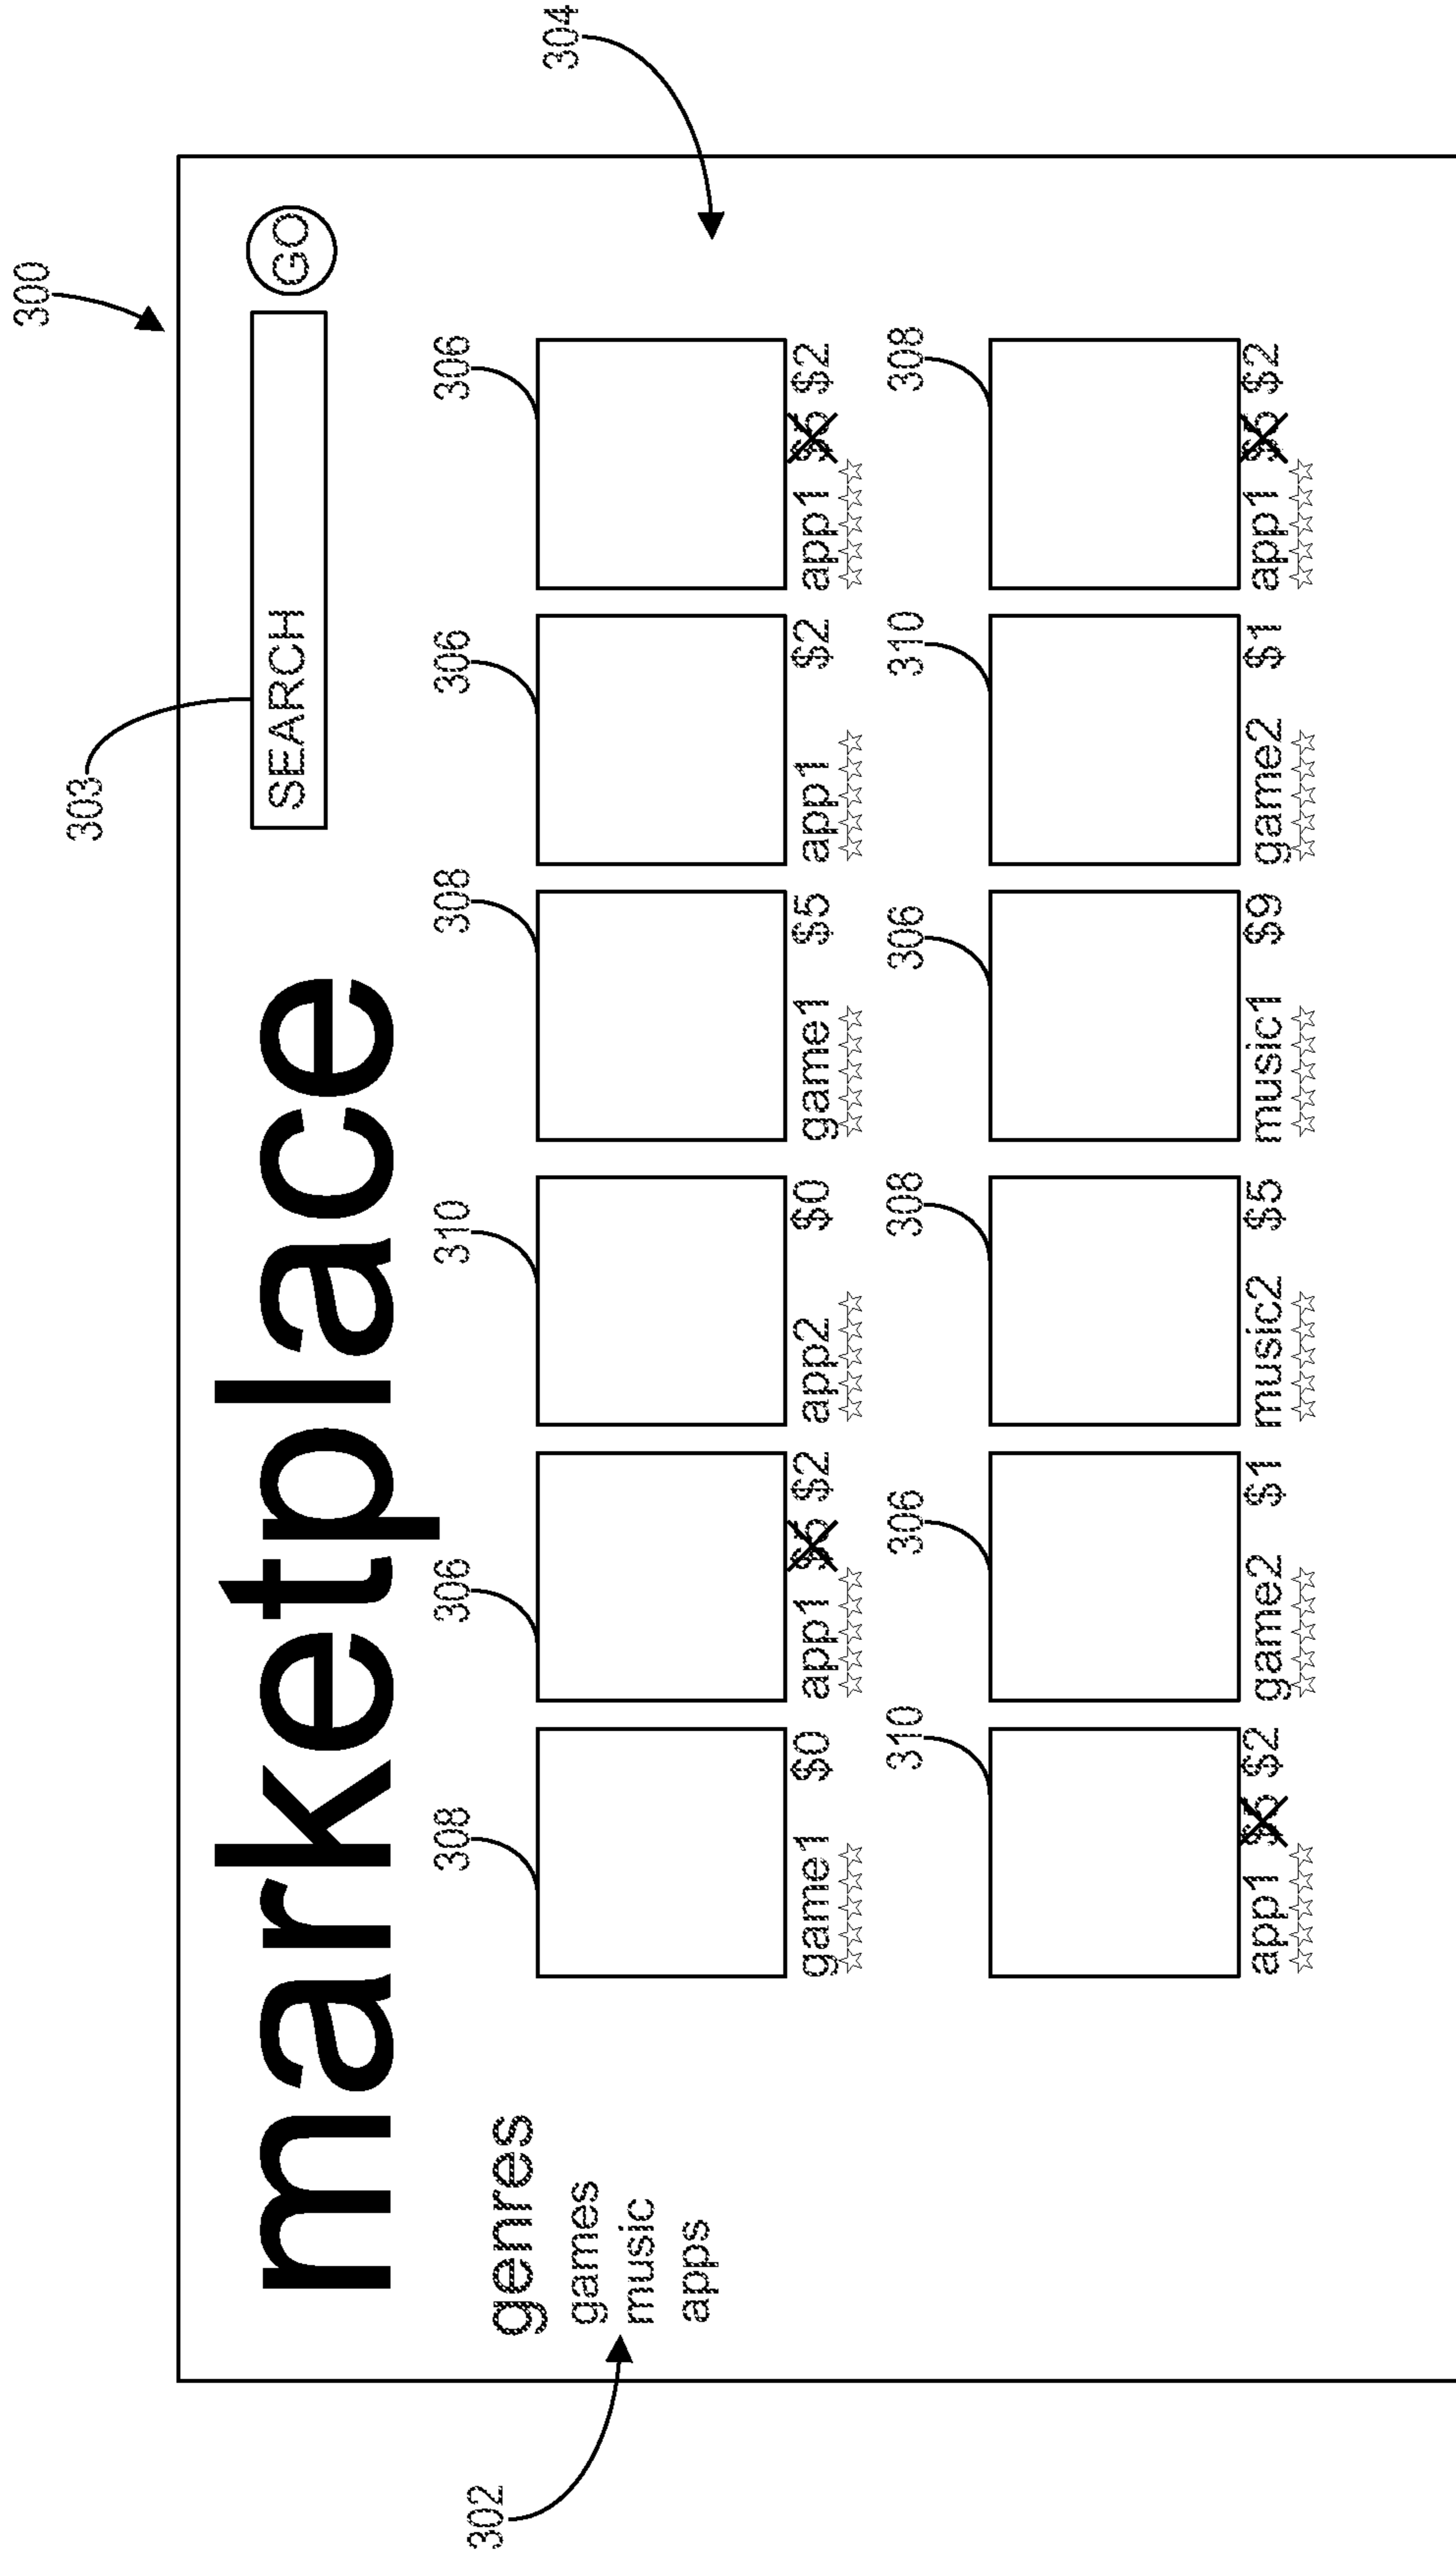 300
303
marketplace SEARCH GO
304
302
genres
games
music
apps
308 306 310 308 306 306
game1 $0 app1 $5 $2 app2 $0 game1 $5 app1 $2 app1 $5 $2
☆☆☆☆☆ ☆☆☆☆☆ ☆☆☆☆☆ ☆☆☆☆☆ ☆☆☆☆☆ ☆☆☆☆☆
310 306 308 306 310 308
app1 $5 $2 game2 $1 music2 $5 music1 $9 game2 $1 app1 $5 $2
☆☆☆☆☆ ☆☆☆☆☆ ☆☆☆☆☆ ☆☆☆☆☆ ☆☆☆☆☆ ☆☆☆☆☆